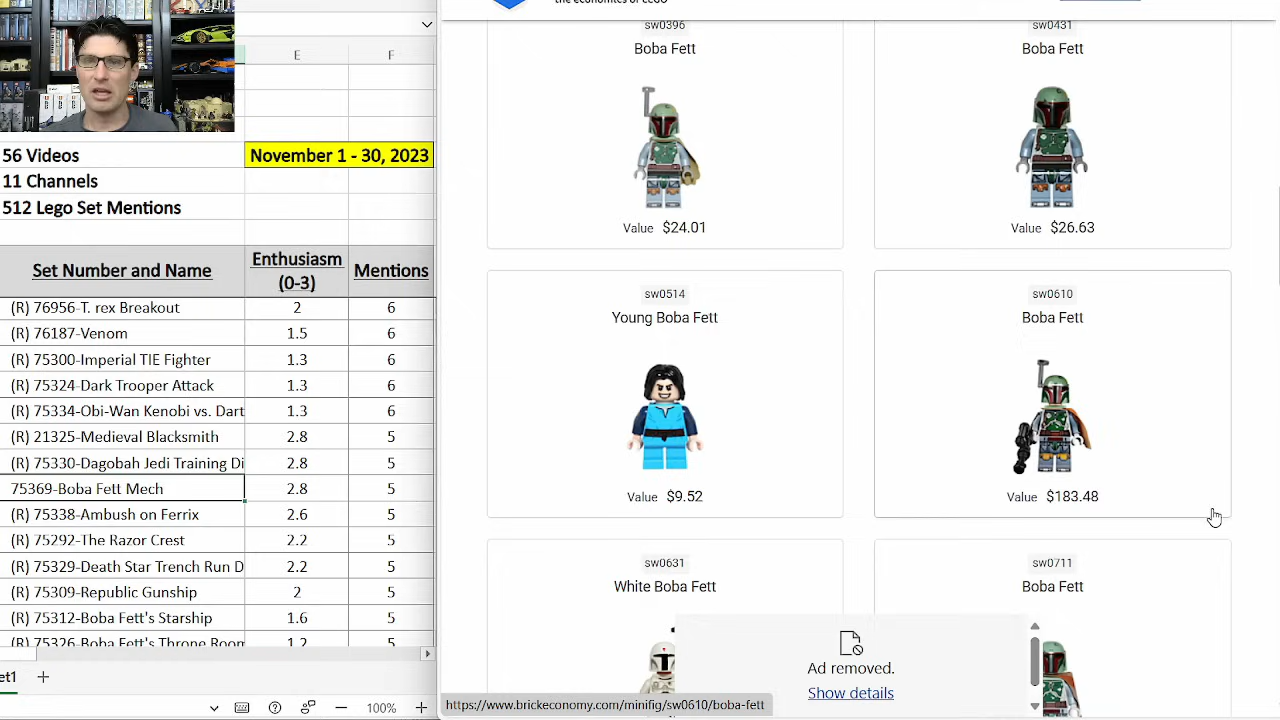 the economics of LEGO
E F
56 Videos November 1 - 30, 2023
11 Channels
512 Lego Set Mentions
Set Number and Name Enthusiasm (0-3) Mentions
(R) 76956-T. rex Breakout 2 6
(R) 76187-Venom 1.5 6
(R) 75300-Imperial TIE Fighter 1.3 6
(R) 75324-Dark Trooper Attack 1.3 6
(R) 75334-Obi-Wan Kenobi vs. Dart 1.3 6
(R) 21325-Medieval Blacksmith 2.8 5
(R) 75330-Dagobah Jedi Training Di 2.8 5
75369-Boba Fett Mech 2.8 5
(R) 75338-Ambush on Ferrix 2.6 5
(R) 75292-The Razor Crest 2.2 5
(R) 75329-Death Star Trench Run D 2.2 5
(R) 75309-Republic Gunship 2 5
(R) 75312-Boba Fett's Starship 1.6 5
(R) 75326-Boba Fett's Throne Room 1.2 5
et1
100%
sw0396
Boba Fett
Value $24.01
sw0431
Boba Fett
Value $26.63
sw0514
Young Boba Fett
Value $9.52
sw0610
Boba Fett
Value $183.48
sw0631
White Boba Fett
sw0711
Boba Fett
Ad removed.
Show details
https://www.brickeconomy.com/minifig/sw0610/boba-fett